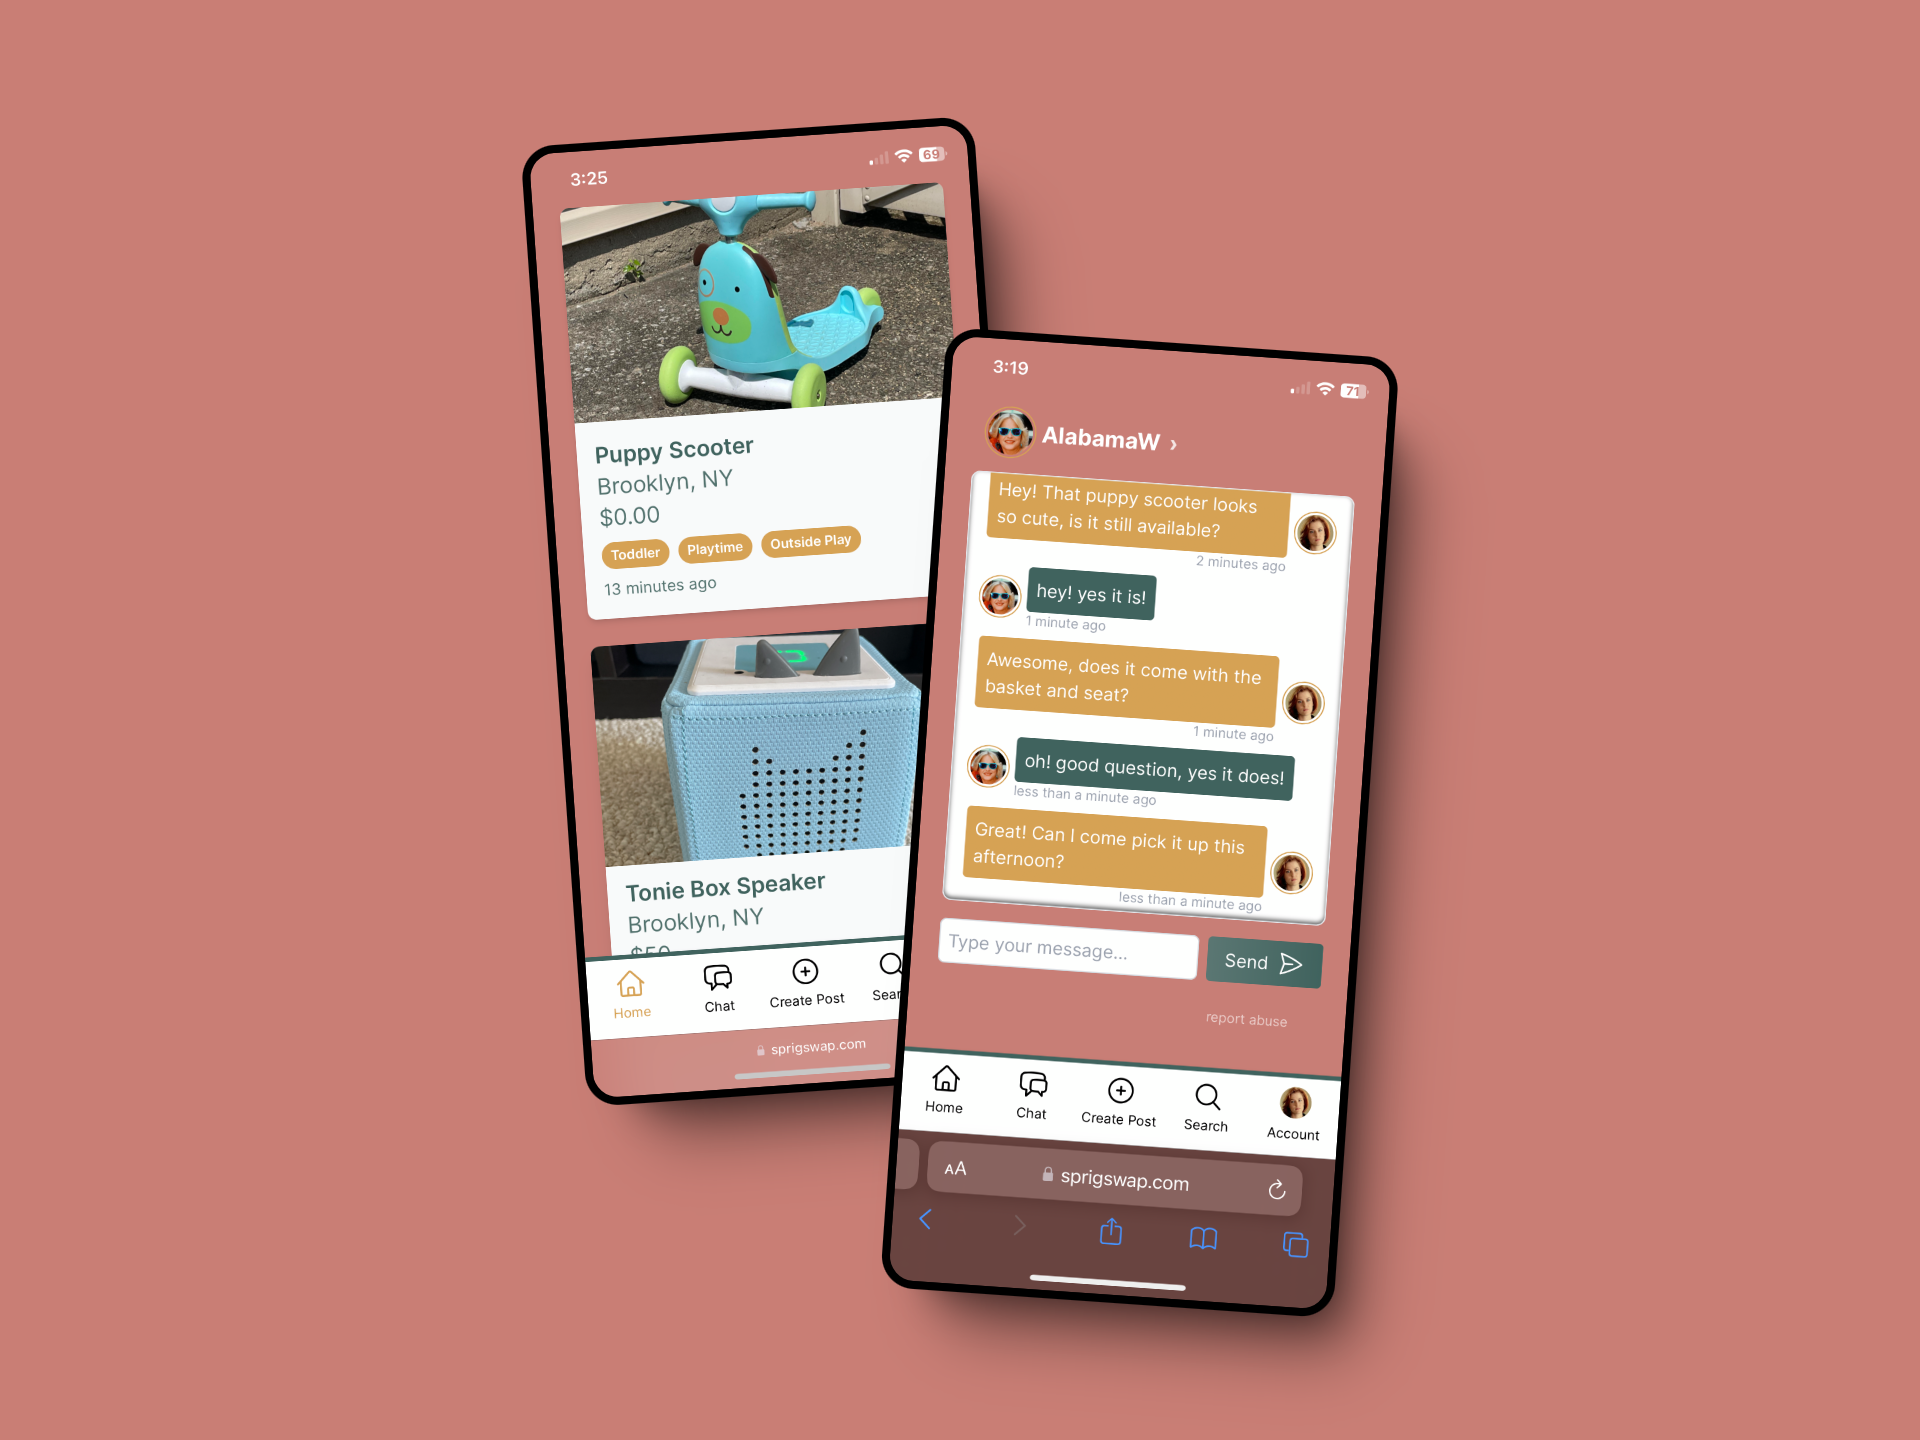 3:25
69
Puppy Scooter
Brooklyn, NY
$0.00
Toddler Playtime Outside Play
13 minutes ago
Tonie Box Speaker
Brooklyn, NY
$50
Home Chat Create Post Sear
sprigswap.com
3:19
71
AlabamaW ›
Hey! That puppy scooter looks
so cute, is it still available?
2 minutes ago
hey! yes it is!
1 minute ago
Awesome, does it come with the
basket and seat?
1 minute ago
oh! good question, yes it does!
less than a minute ago
Great! Can I come pick it up this
afternoon?
less than a minute ago
Type your message...
Send
report abuse
Home Chat Create Post Search Account
AA sprigswap.com